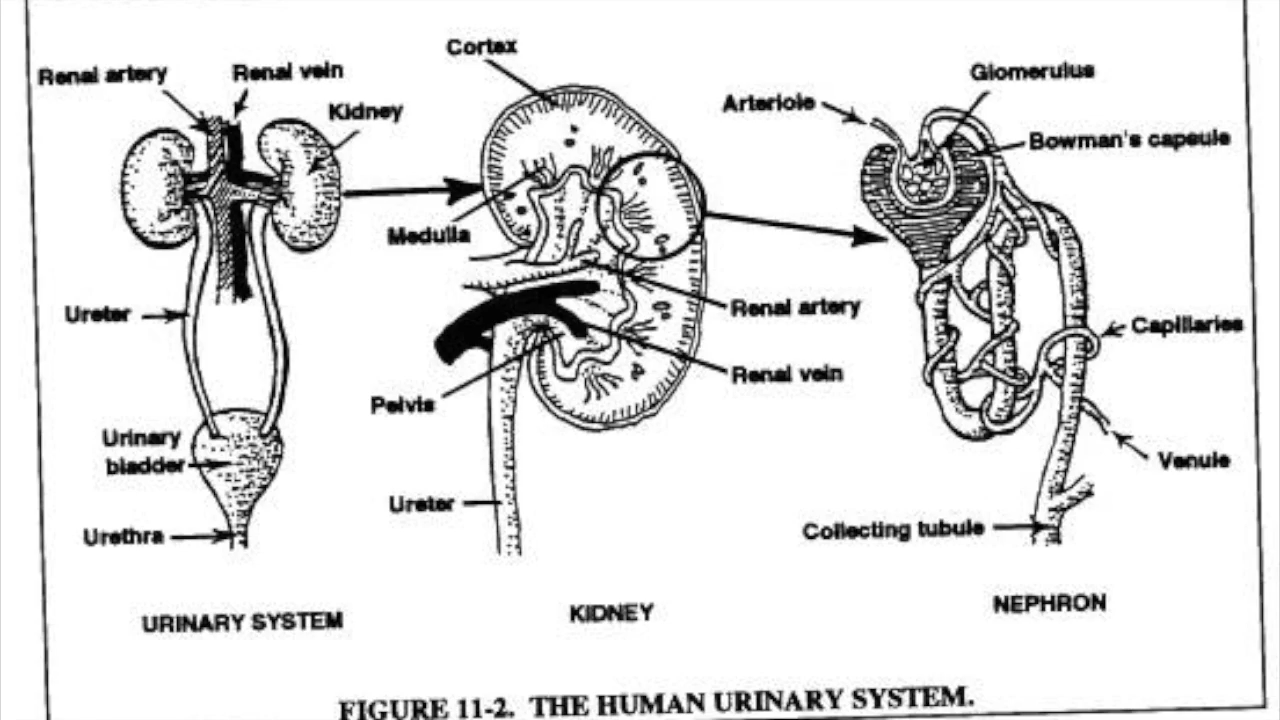 Renal artery
Renal vein
Kidney
Ureter
Urinary
bladder
Urethra
URINARY SYSTEM
Cortex
Medulla
Renal artery
Renal vein
Pelvis
Ureter
KIDNEY
Glomerulus
Arteriole
Bowman's capsule
Capillaries
Venule
Collecting tubule
NEPHRON
FIGURE 11-2. THE HUMAN URINARY SYSTEM.